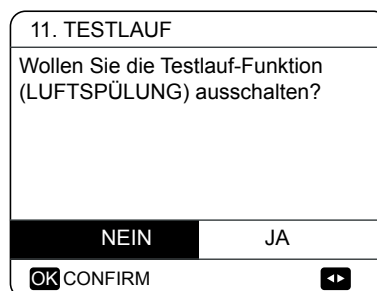 11. TESTLAUF
Wollen Sie die Testlauf-Funktion
(LUFTSPÜLUNG) ausschalten?
NEIN JA
OK CONFIRM